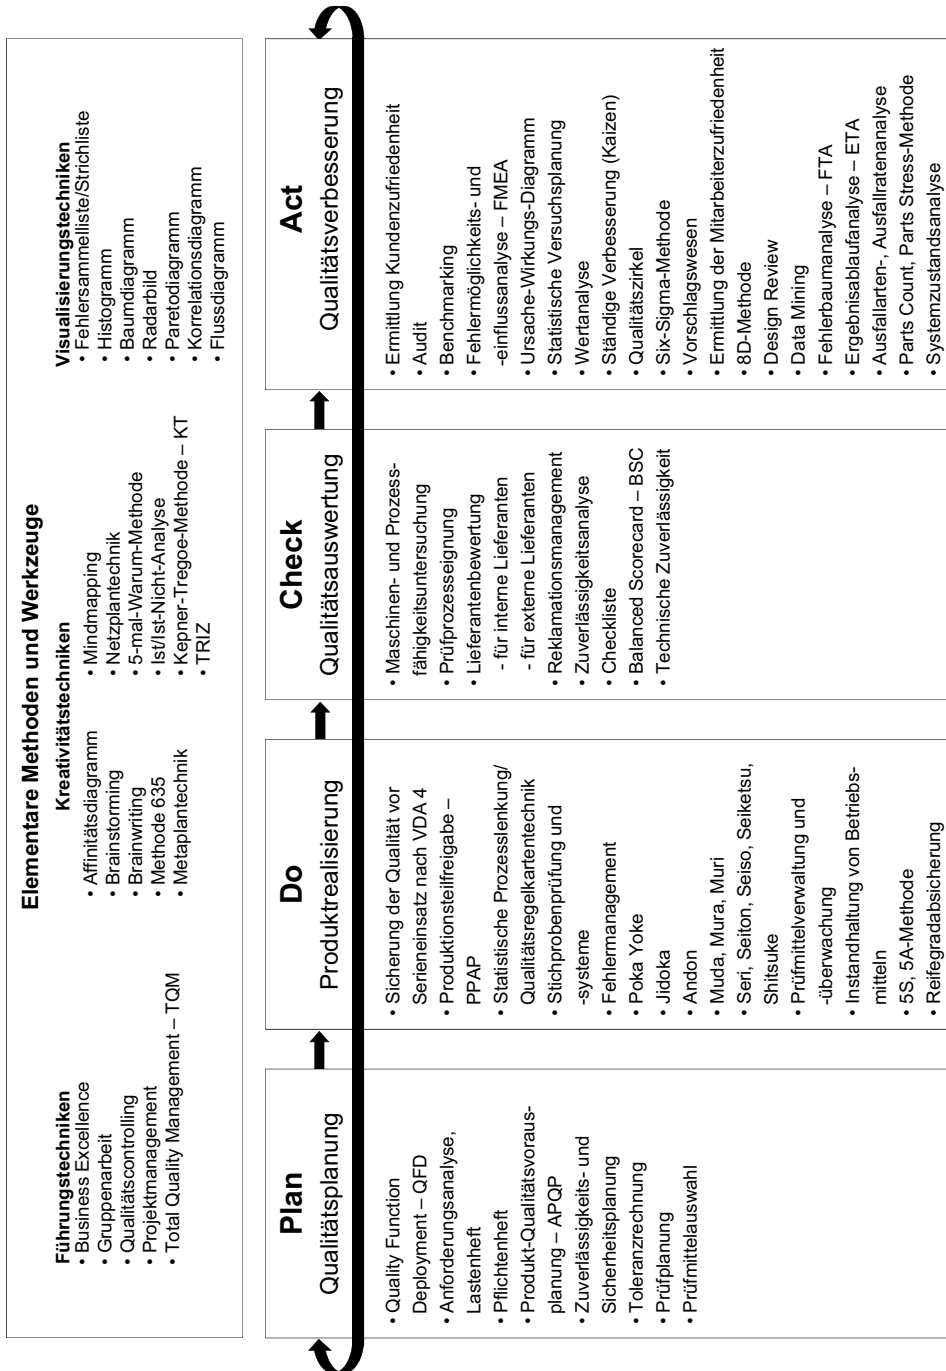 Elementare Methoden und Werkzeuge
Führungstechniken
• Business Excellence
• Gruppenarbeit
• Qualitätscontrolling
• Projektmanagement
• Total Quality Management – TQM
Kreativitätstechniken
• Affinitätsdiagramm
• Brainstorming
• Brainwriting
• Methode 635
• Metaplantechnik
• Mindmapping
• Netzplantechnik
• 5-mal-Warum-Methode
• Ist/Ist-Nicht-Analyse
• Kepner-Tregoe-Methode – KT
• TRIZ
Visualisierungstechniken
• Fehlersammelliste/Strichliste
• Histogramm
• Baumdiagramm
• Radarbild
• Paretodiagramm
• Korrelationsdiagramm
• Flussdiagramm
Plan
Qualitätsplanung
• Quality Function
Deployment – QFD
• Anforderungsanalyse,
Lastenheft
• Pflichtenheft
• Produkt-Qualitätsvoraus-
planung – APQP
• Zuverlässigkeits- und
Sicherheitsplanung
• Toleranzrechnung
• Prüfplanung
• Prüfmittelauswahl
Do
Produktrealisierung
• Sicherung der Qualität vor
Serieneinsatz nach VDA 4
• Produktionsteilfreigabe –
PPAP
• Statistische Prozesslenkung/
Qualitätsregelkartentechnik
• Stichprobenprüfung und
-systeme
• Fehlermanagement
• Poka Yoke
• Jidoka
• Andon
• Muda, Mura, Muri
• Seri, Seiton, Seiso, Seiketsu,
Shitsuke
• Prüfmittelverwaltung und
-überwachung
• Instandhaltung von Betriebs-
mitteln
• 5S, 5A-Methode
• Reifegradabsicherung
Check
Qualitätsauswertung
• Maschinen- und Prozess-
fähigkeitsuntersuchung
• Prüfprozesseignung
• Lieferantenbewertung
- für interne Lieferanten
- für externe Lieferanten
• Reklamationsmanagement
• Zuverlässigkeitsanalyse
• Checkliste
• Balanced Scorecard – BSC
• Technische Zuverlässigkeit
Act
Qualitätsverbesserung
• Ermittlung Kundenzufriedenheit
• Audit
• Benchmarking
• Fehlermöglichkeits- und
-einflussanalyse – FMEA
• Ursache-Wirkungs-Diagramm
• Statistische Versuchsplanung
• Wertanalyse
• Ständige Verbesserung (Kaizen)
• Qualitätszirkel
• Six-Sigma-Methode
• Vorschlagswesen
• Ermittlung der Mitarbeiterzufriedenheit
• 8D-Methode
• Design Review
• Data Mining
• Fehlerbaumanalyse – FTA
• Ergebnisablaufanalyse – ETA
• Ausfallarten-, Ausfallratenanalyse
• Parts Count, Parts Stress-Methode
• Systemzustandsanalyse